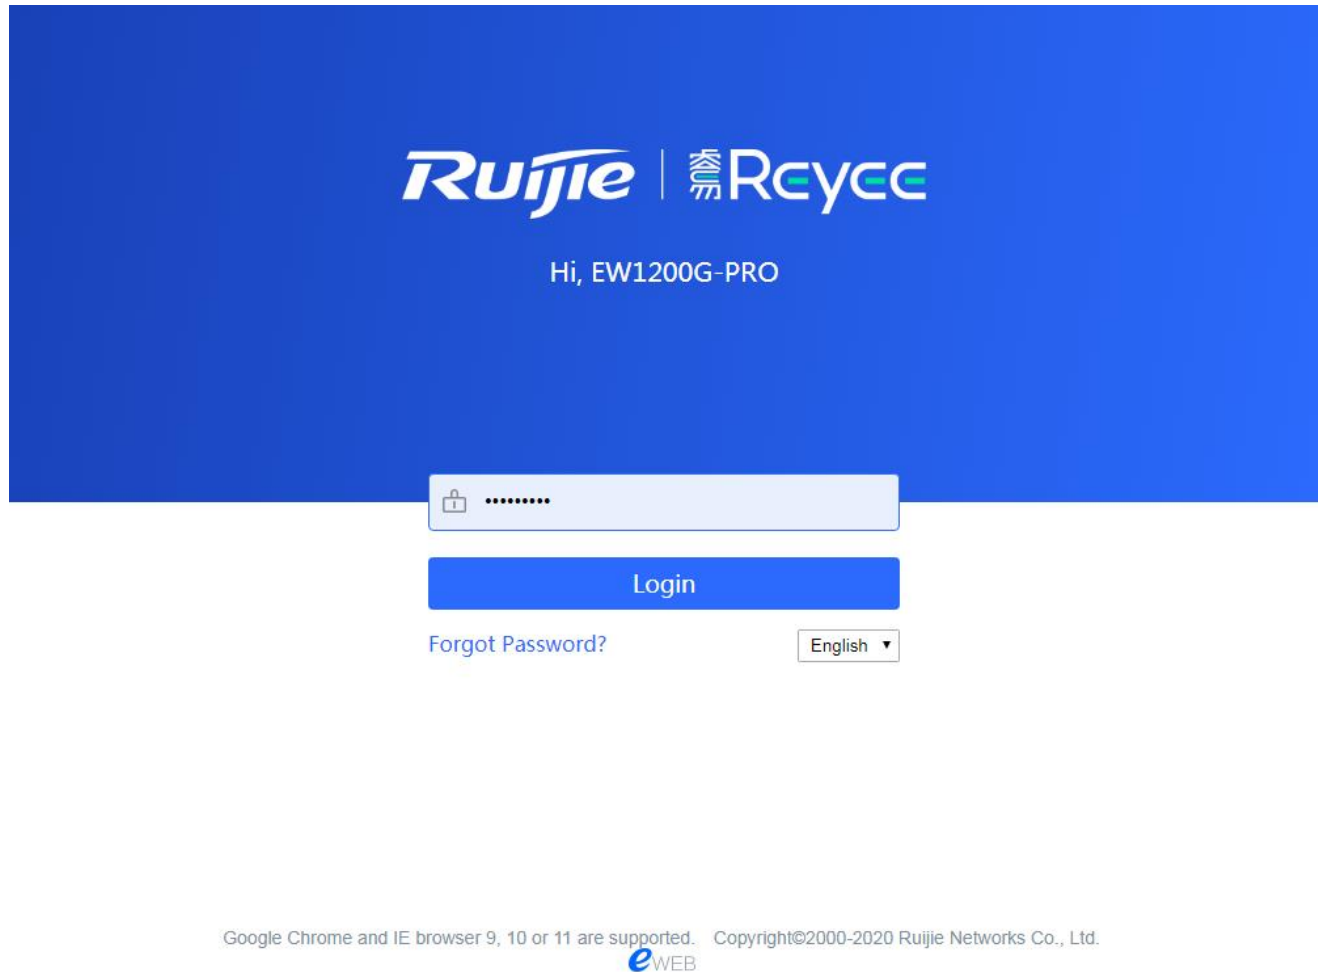 Ruijie | 睿易 Reyee
Hi, EW1200G-PRO
•••••••••
Login
Forgot Password?
English ▼
Google Chrome and IE browser 9, 10 or 11 are supported. Copyright©2000-2020 Ruijie Networks Co., Ltd.
eWEB